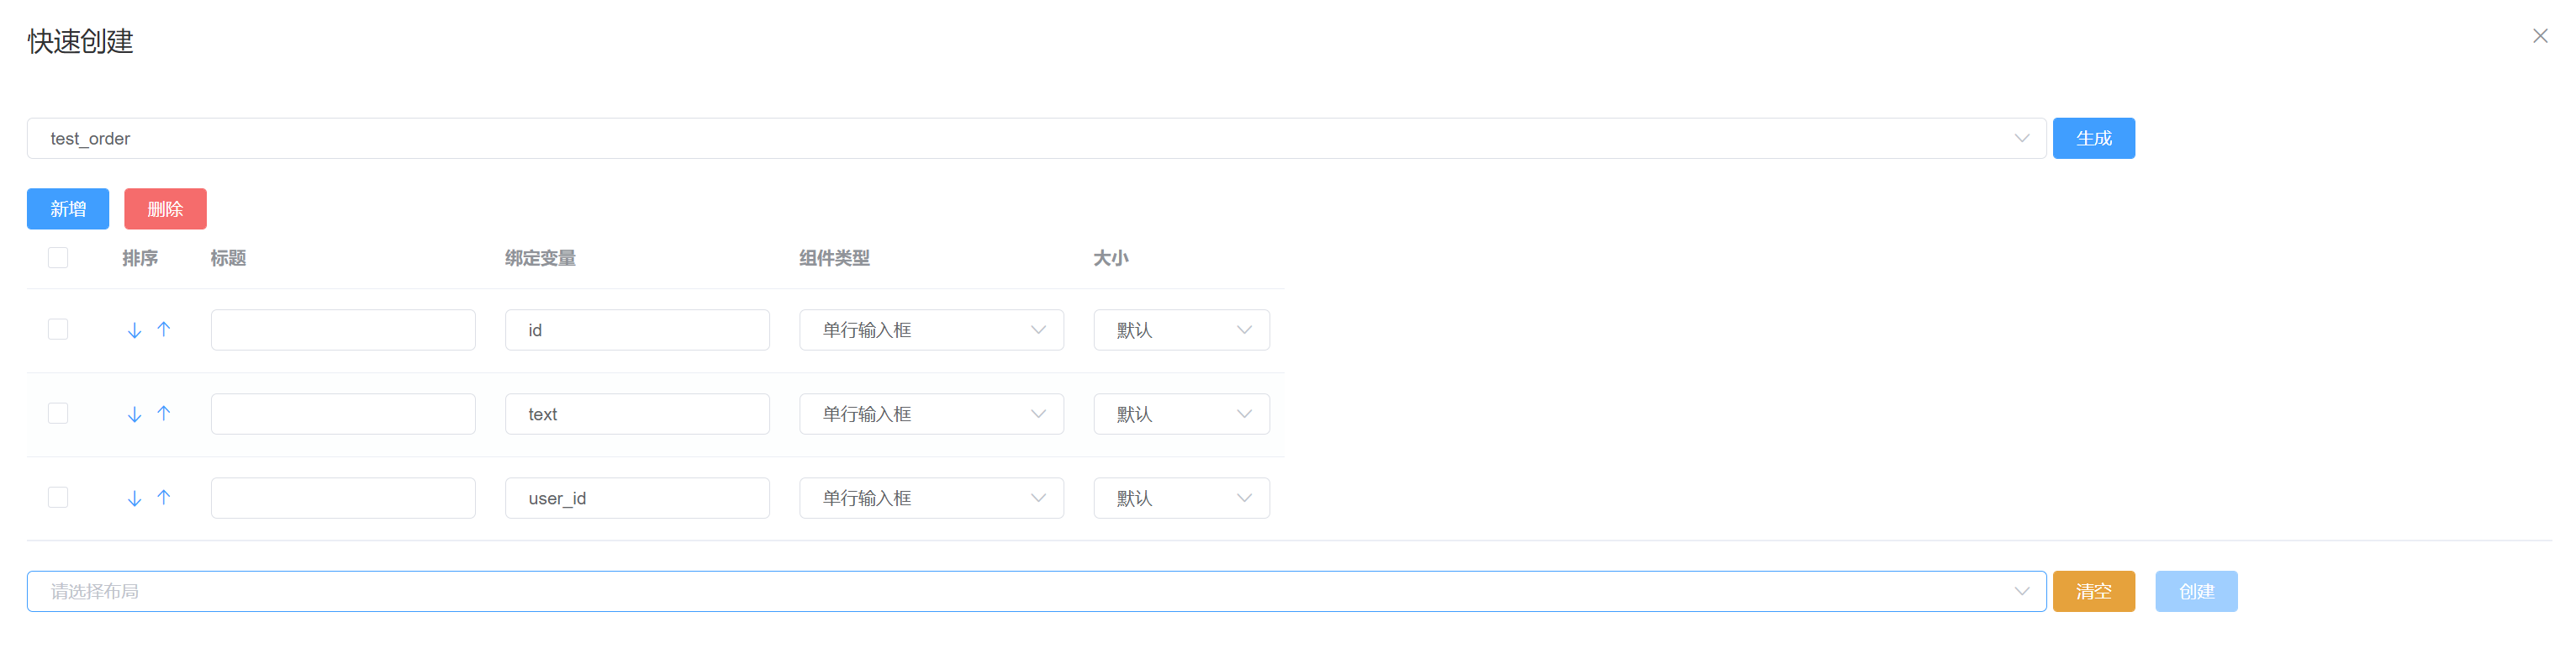 快速创建
test_order 生成
新增 删除
排序 标题 绑定变量 组件类型 大小
id 单行输入框 默认
text 单行输入框 默认
user_id 单行输入框 默认
请选择布局 清空 创建